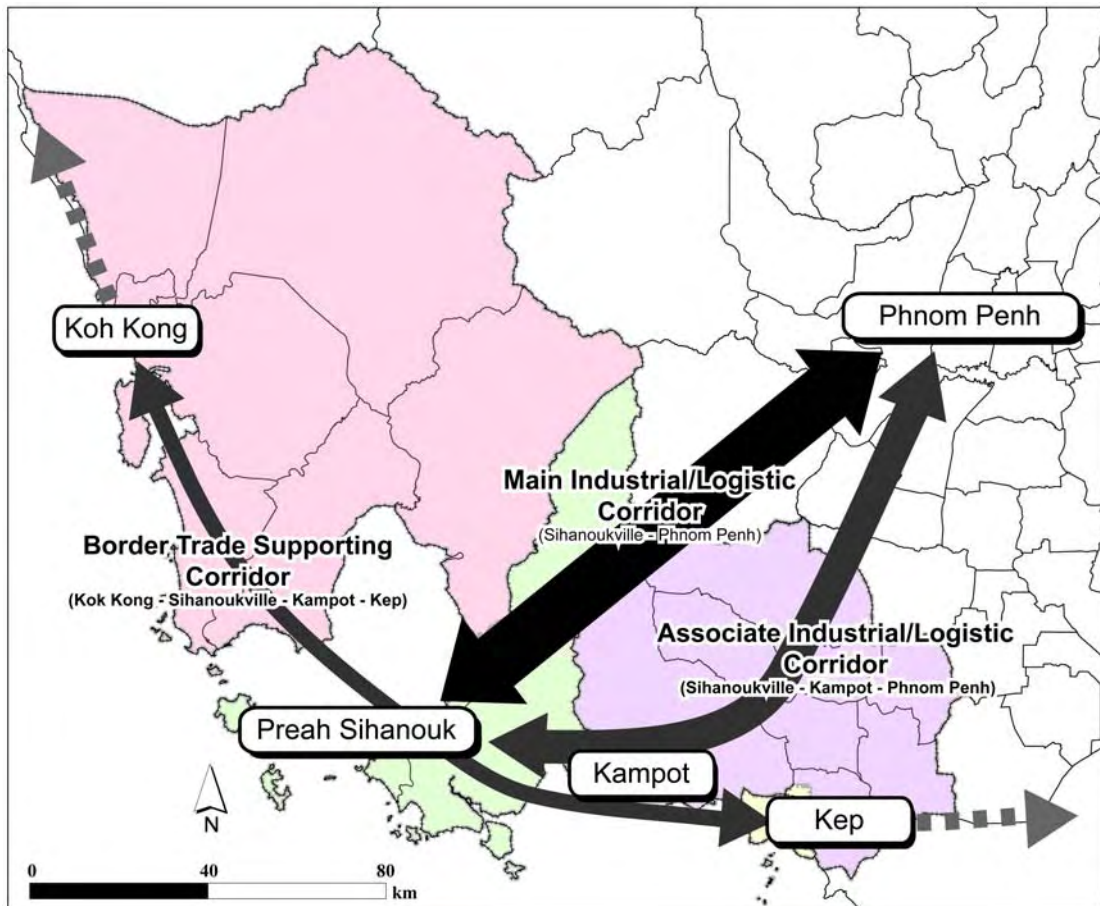 Koh Kong
Phnom Penh
Main Industrial/Logistic
Corridor
(Sihanoukville - Phnom Penh)
Border Trade Supporting
Corridor
(Kok Kong - Sihanoukville - Kampot - Kep)
Associate Industrial/Logistic
Corridor
(Sihanoukville - Kampot - Phnom Penh)
Preah Sihanouk
Kampot
Kep
N
0 40 80
km